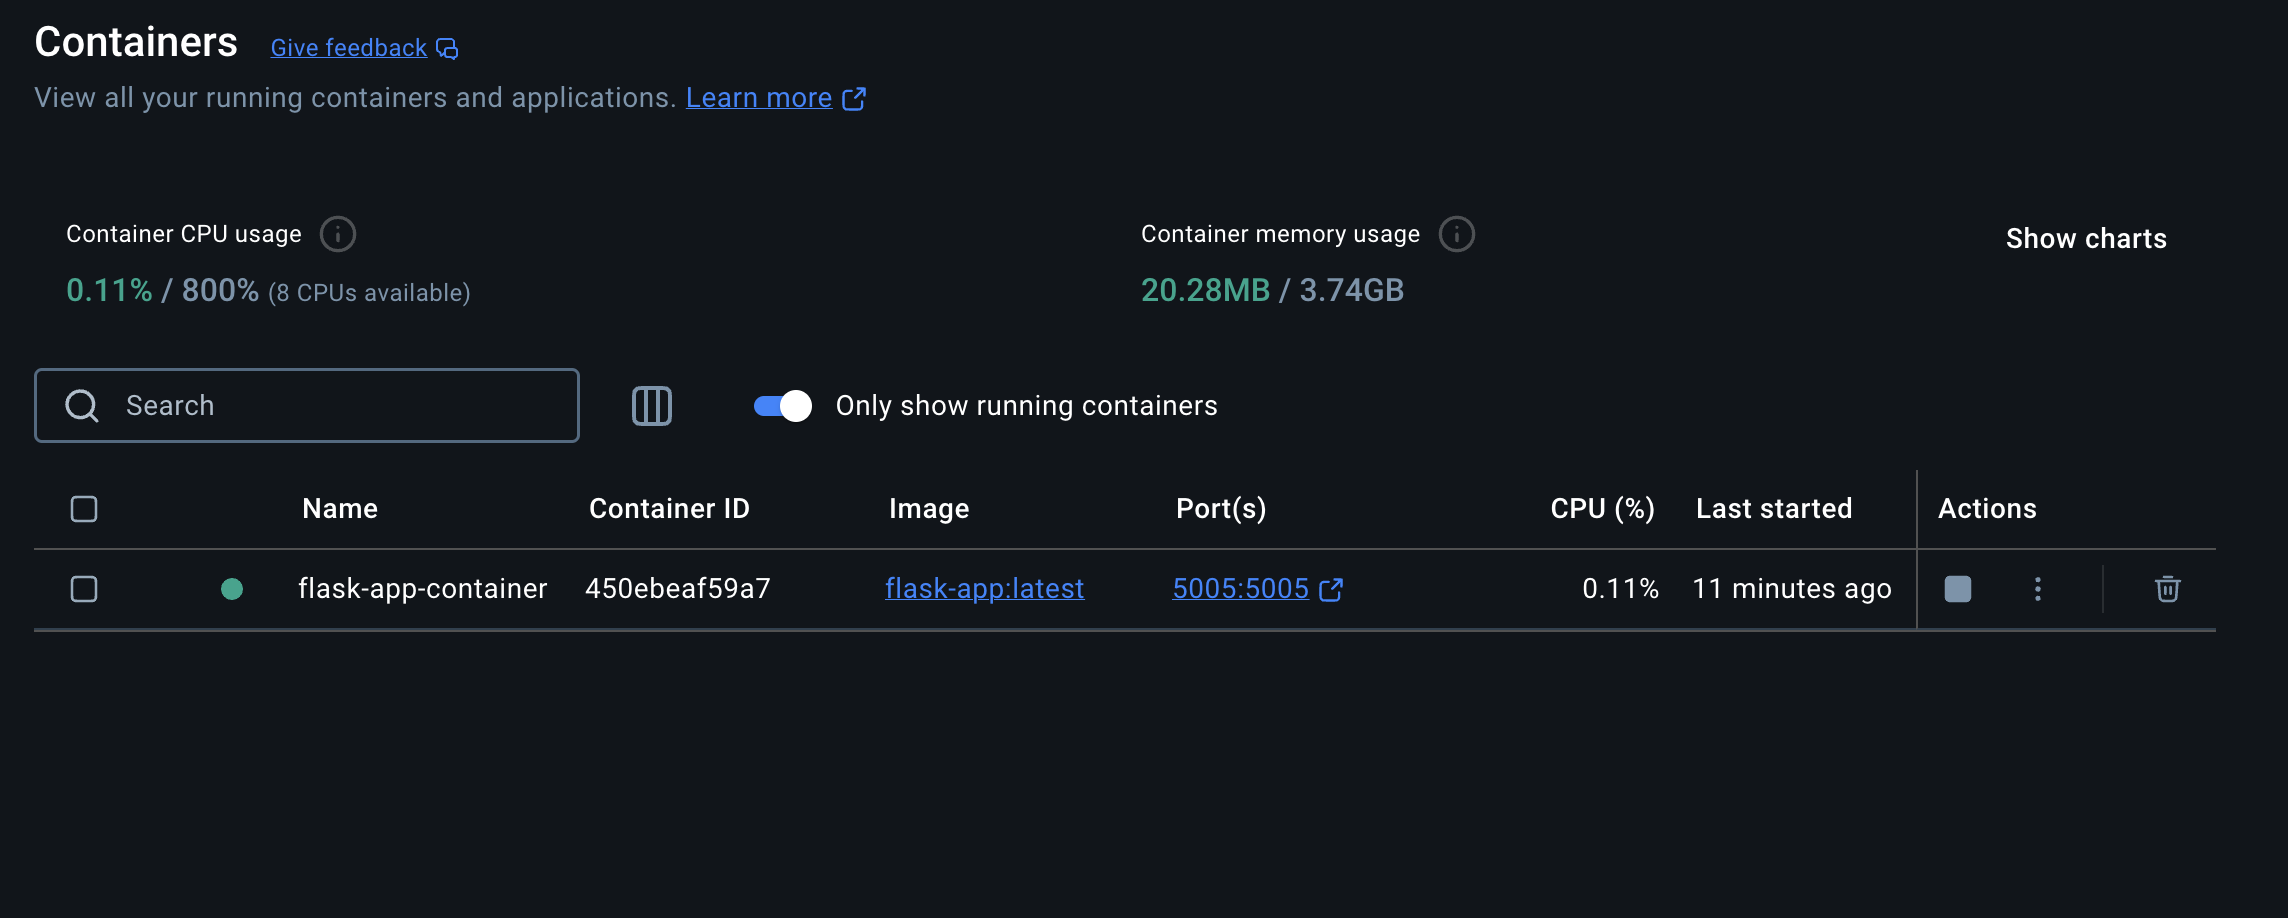 Containers Give feedback
View all your running containers and applications. Learn more
Container CPU usage
0.11% / 800% (8 CPUs available)
Container memory usage
20.28MB / 3.74GB
Show charts
Search
Only show running containers
Name Container ID Image Port(s) CPU (%) Last started Actions
flask-app-container 450ebeaf59a7 flask-app:latest 5005:5005 0.11% 11 minutes ago